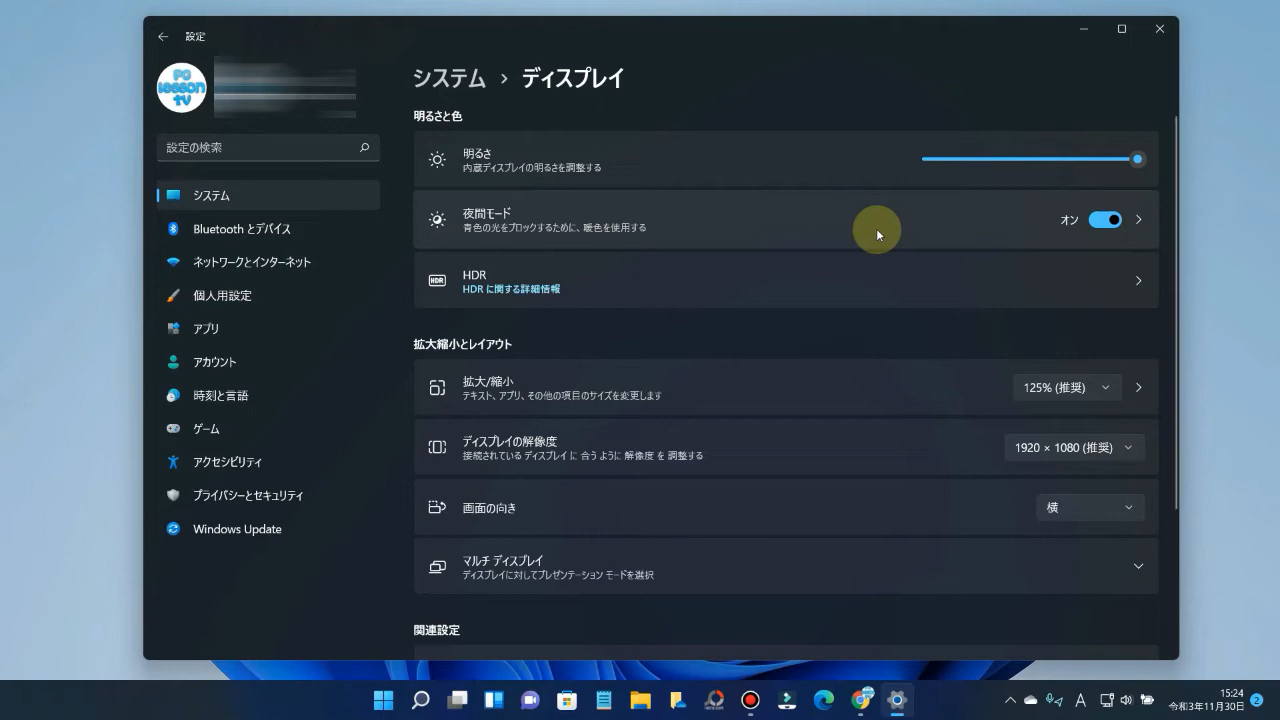 設定
PC
lesson
TV
設定の検索
システム
Bluetooth とデバイス
ネットワークとインターネット
個人用設定
アプリ
アカウント
時刻と言語
ゲーム
アクセシビリティ
プライバシーとセキュリティ
Windows Update
システム › ディスプレイ
明るさと色
明るさ
内蔵ディスプレイの明るさを調整する
夜間モード
青色の光をブロックするために、暖色を使用する
オン
HDR
HDR
HDR に関する詳細情報
拡大縮小とレイアウト
拡大/縮小
テキスト、アプリ、その他の項目のサイズを変更します
125% (推奨)
ディスプレイの解像度
接続されている ディスプレイ に 合う ように 解像度 を 調整する
1920 × 1080 (推奨)
画面の向き
横
マルチ ディスプレイ
ディスプレイに対してプレゼンテーション モードを選択
関連設定
A
15:24
令和3年11月30日
2